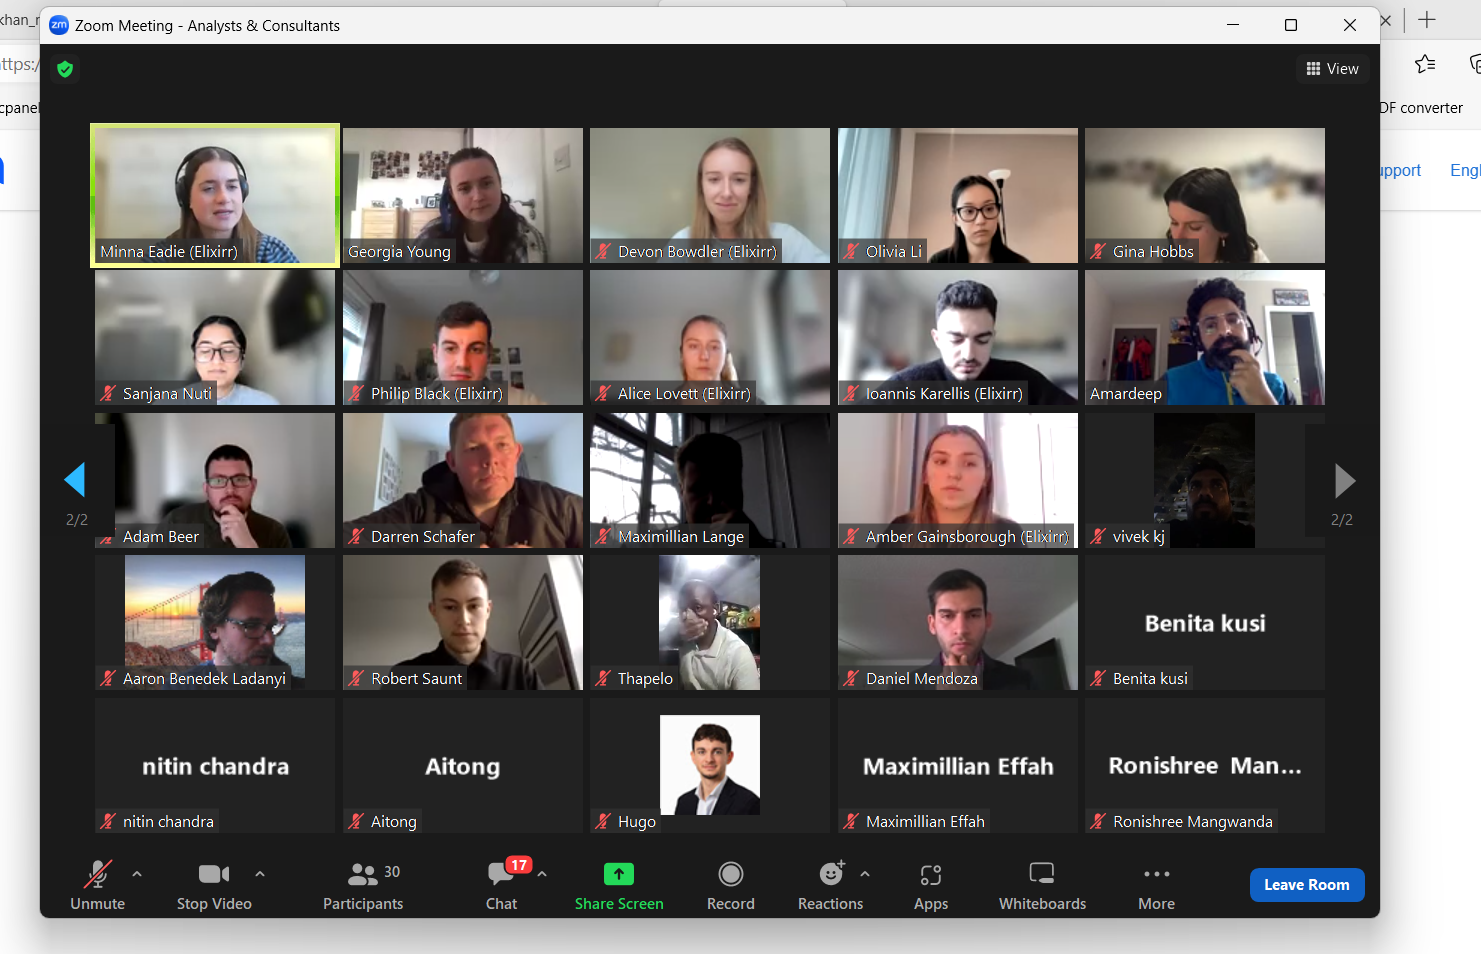 khan_r
Zoom Meeting - Analysts & Consultants
ttps:/
View
cpanel
DF converter
upport
Engl
Minna Eadie (Elixirr)
Georgia Young
Devon Bowdler (Elixirr)
Olivia Li
Gina Hobbs
Sanjana Nuti
Philip Black (Elixirr)
Alice Lovett (Elixirr)
Ioannis Karellis (Elixirr)
Amardeep
2/2
2/2
Adam Beer
Darren Schafer
Maximillian Lange
Amber Gainsborough (Elixirr)
vivek kj
Benita kusi
Aaron Benedek Ladanyi
Robert Saunt
Thapelo
Daniel Mendoza
Benita kusi
nitin chandra
Aitong
Maximillian Effah
Ronishree Man...
nitin chandra
Aitong
Hugo
Maximillian Effah
Ronishree Mangwanda
30
17
Unmute
Stop Video
Participants
Chat
Share Screen
Record
Reactions
Apps
Whiteboards
More
Leave Room